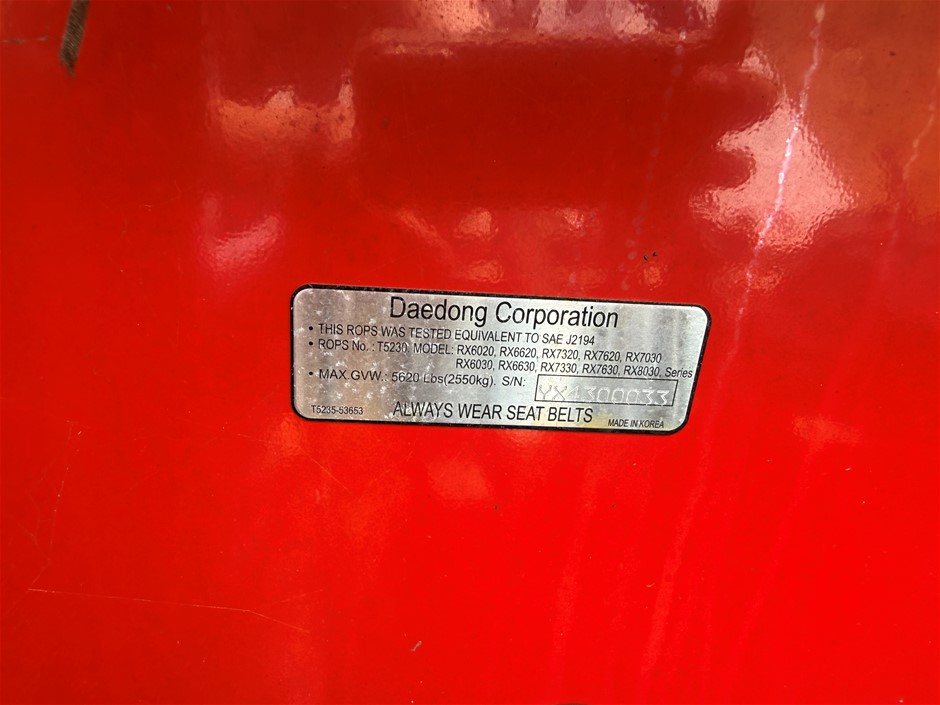 Daedong Corporation
• THIS ROPS WAS TESTED EQUIVALENT TO SAE J2194
• ROPS No. : T5230, MODEL: RX6020, RX6620, RX7320, RX7620, RX7030
RX6030, RX6630, RX7330, RX7630, RX8030, Series
• MAX.GVW. : 5620 Lbs(2550kg). S/N: YX4300033
T5235-53653 ALWAYS WEAR SEAT BELTS MADE IN KOREA